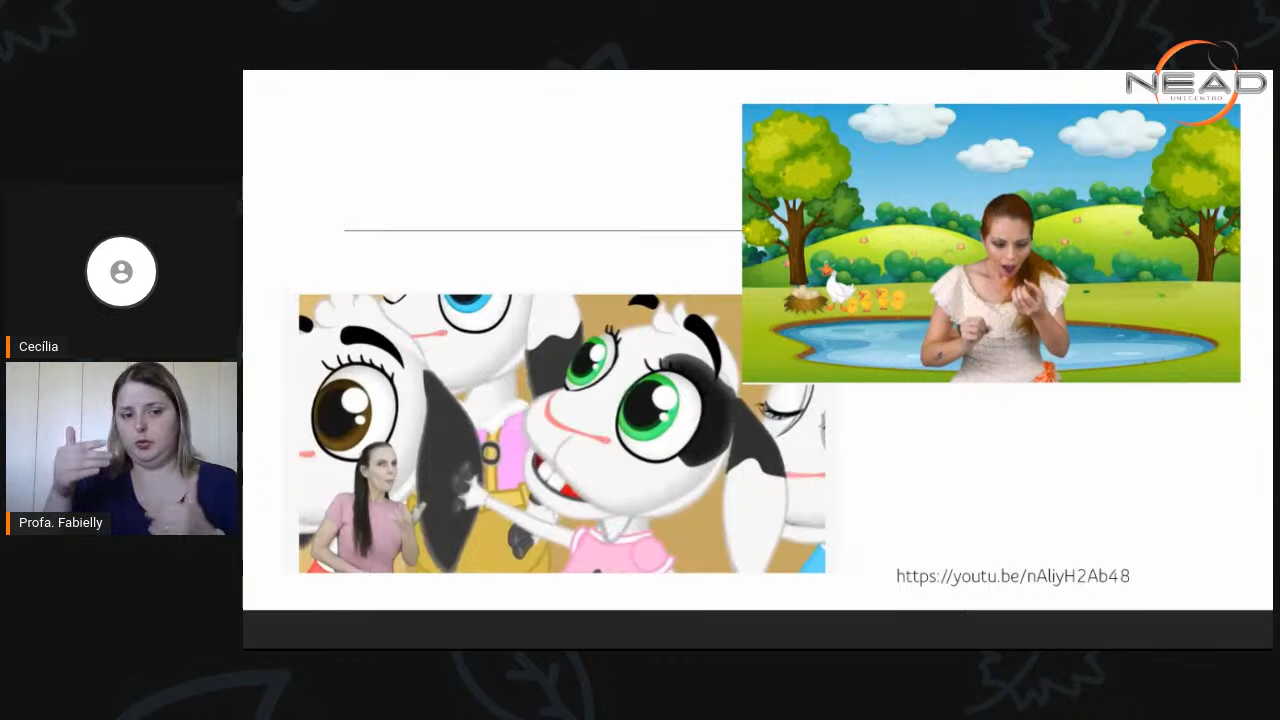 NEAD
UNICENTRO
Cecília
Profa. Fabielly
https://youtu.be/nAliyH2Ab48